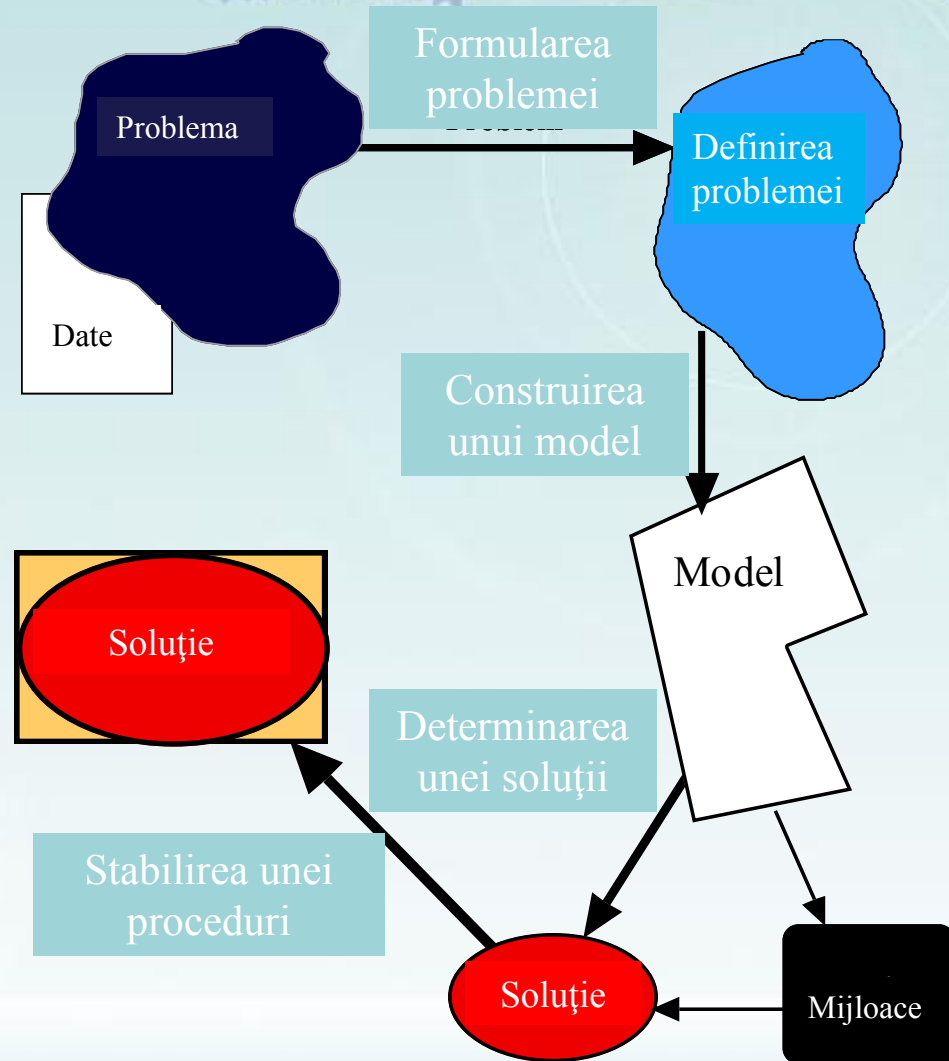 Formularea
problemei
Problema
Definirea
problemei
Date
Construirea
unui model
Model
Soluţie
Determinarea
unei soluţii
Stabilirea unei
proceduri
Soluţie
Mijloace